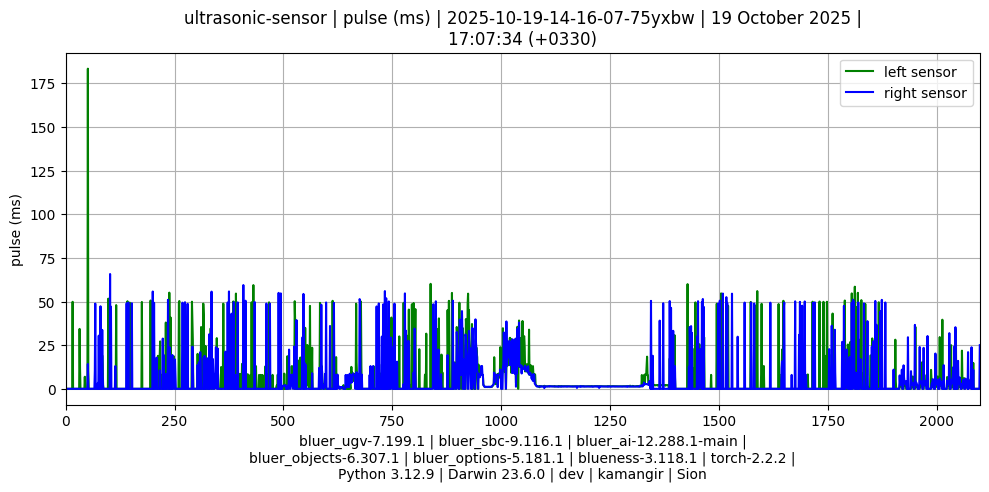 ultrasonic-sensor | pulse (ms) | 2025-10-19-14-16-07-75yxbw | 19 October 2025 |
17:07:34 (+0330)
left sensor
right sensor
pulse (ms)
175
150
125
100
75
50
25
0
0 250 500 750 1000 1250 1500 1750 2000
bluer_ugv-7.199.1 | bluer_sbc-9.116.1 | bluer_ai-12.288.1-main |
bluer_objects-6.307.1 | bluer_options-5.181.1 | blueness-3.118.1 | torch-2.2.2 |
Python 3.12.9 | Darwin 23.6.0 | dev | kamangir | Sion